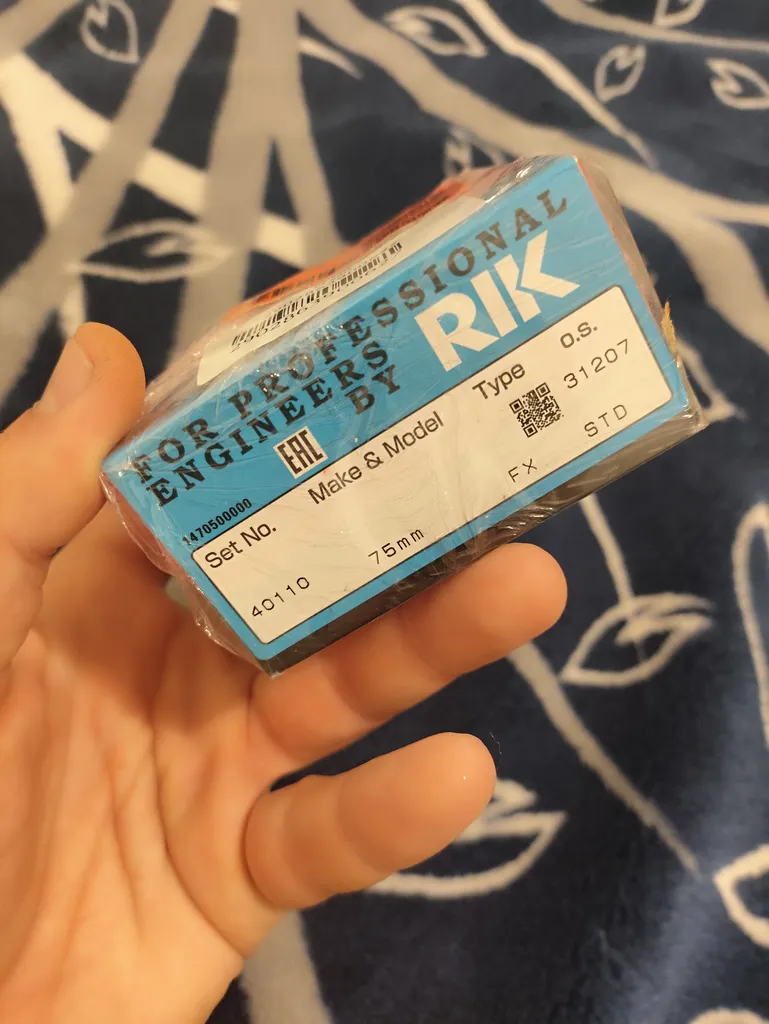 FOR PROFESSIONAL
ENGINEERS
BY
RIK
EAC
1470500000
Set No. Make & Model Type o.s.
31207
40110 75mm FX STD